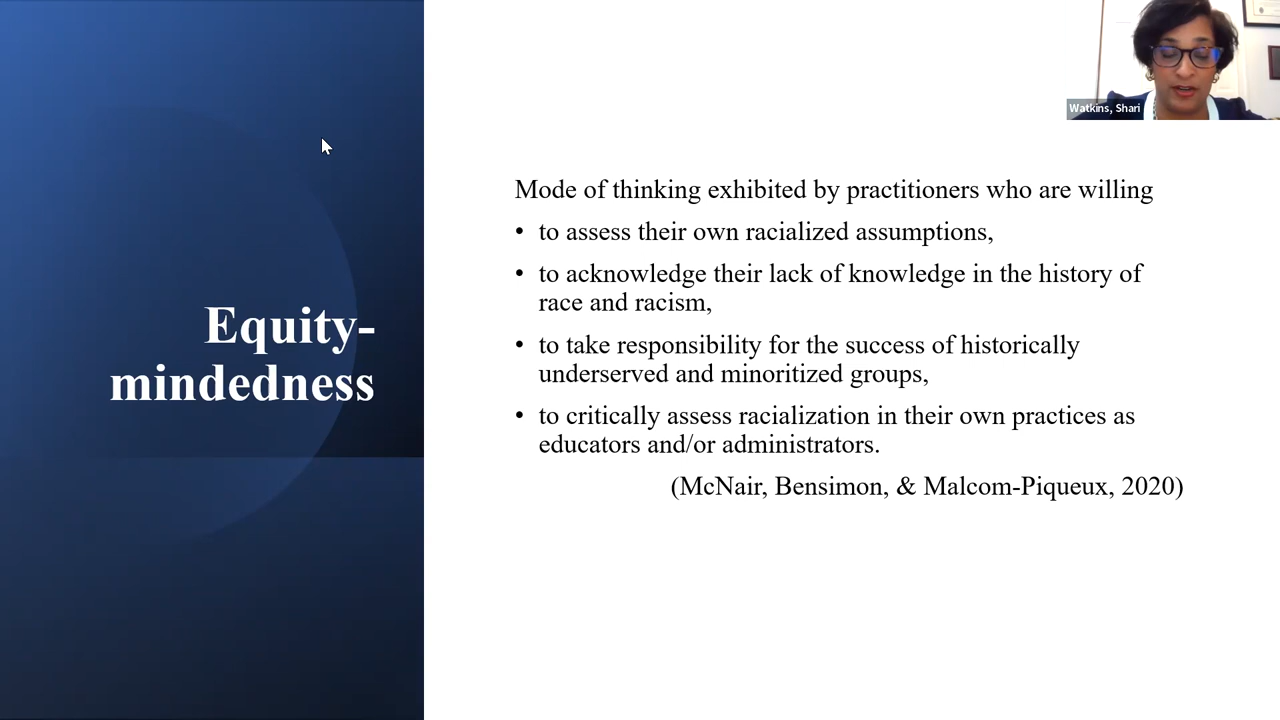 Watkins, Shari
Equity-
mindedness
Mode of thinking exhibited by practitioners who are willing
• to assess their own racialized assumptions,
• to acknowledge their lack of knowledge in the history of
race and racism,
• to take responsibility for the success of historically
underserved and minoritized groups,
• to critically assess racialization in their own practices as
educators and/or administrators.
(McNair, Bensimon, & Malcom-Piqueux, 2020)